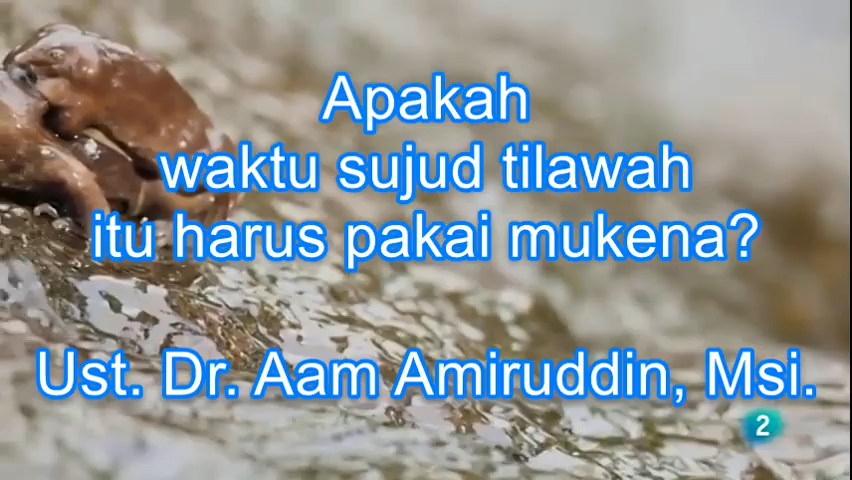 Apakah
waktu sujud tilawah
itu harus pakai mukena?
Ust. Dr. Aam Amiruddin, Msi.
2